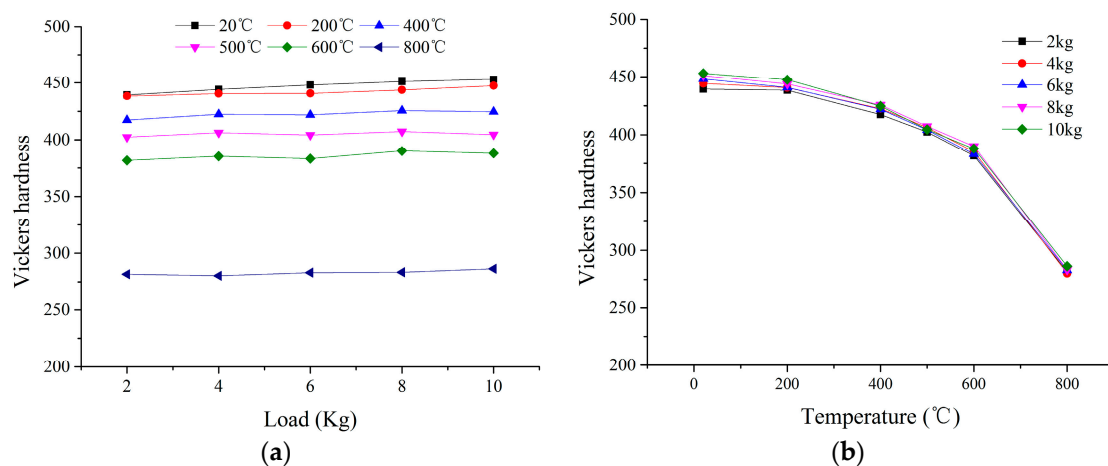 20℃ 200℃ 400℃
500℃ 600℃ 800℃
500
450
400
350
300
250
200
2 4 6 8 10
Vickers hardness
Load (Kg)
(a)
2kg
4kg
6kg
8kg
10kg
500
450
400
350
300
250
200
0 200 400 600 800
Vickers hardness
Temperature (℃)
(b)